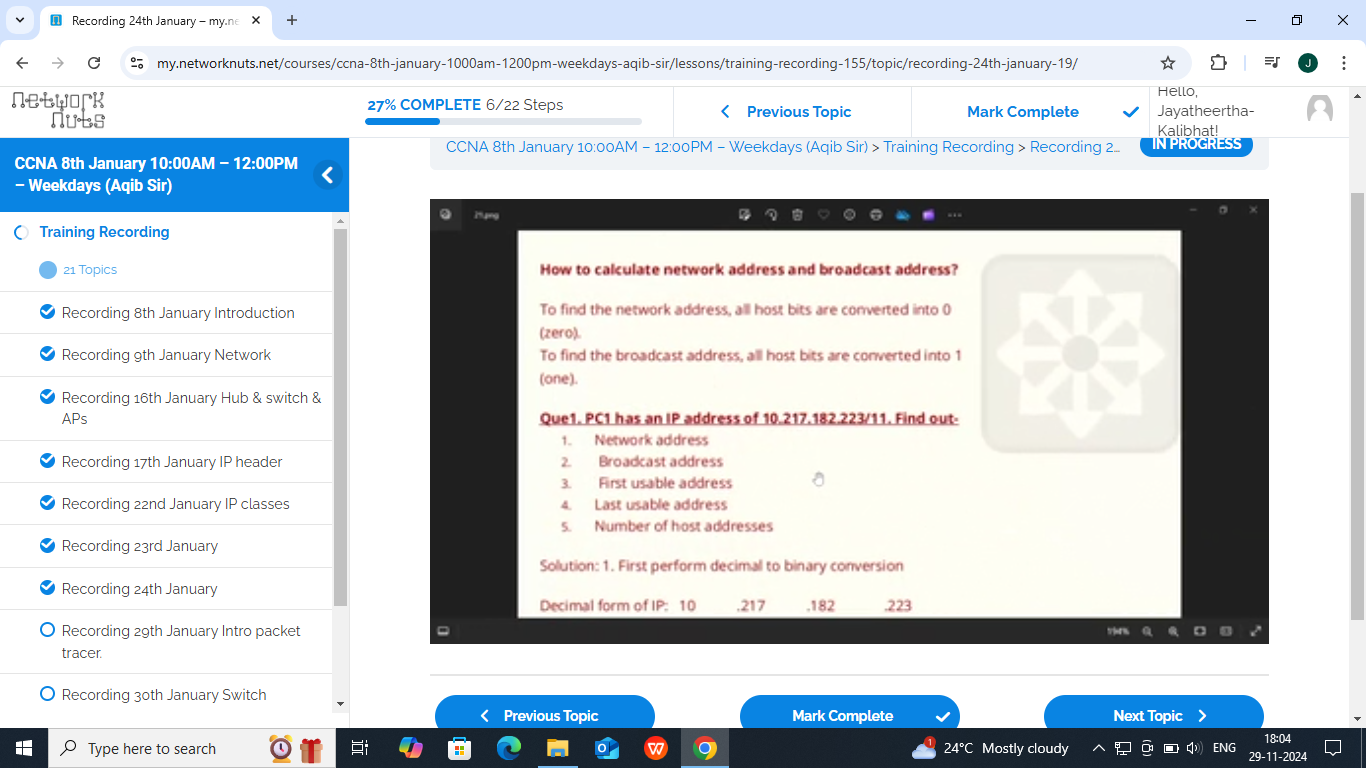 Recording 24th January – my.ne
my.networknuts.net/courses/ccna-8th-january-1000am-1200pm-weekdays-aqib-sir/lessons/training-recording-155/topic/recording-24th-january-19/
J
NETWORK
NUTS
27% COMPLETE 6/22 Steps
Previous Topic
Mark Complete
Hello,
Jayatheertha-
Kalibhat!
CCNA 8th January 10:00AM – 12:00PM
– Weekdays (Aqib Sir)
Training Recording
21 Topics
Recording 8th January Introduction
Recording 9th January Network
Recording 16th January Hub & switch &
APs
Recording 17th January IP header
Recording 22nd January IP classes
Recording 23rd January
Recording 24th January
Recording 29th January Intro packet
tracer.
Recording 30th January Switch
CCNA 8th January 10:00AM – 12:00PM – Weekdays (Aqib Sir) > Training Recording > Recording 2...
IN PROGRESS
21.png
How to calculate network address and broadcast address?
To find the network address, all host bits are converted into 0
(zero).
To find the broadcast address, all host bits are converted into 1
(one).
Que1. PC1 has an IP address of 10.217.182.223/11. Find out-
1. Network address
2. Broadcast address
3. First usable address
4. Last usable address
5. Number of host addresses
Solution: 1. First perform decimal to binary conversion
Decimal form of IP: 10 .217 .182 .223
194%
Previous Topic
Mark Complete
Next Topic
Type here to search
1
24°C Mostly cloudy
ENG
18:04
29-11-2024